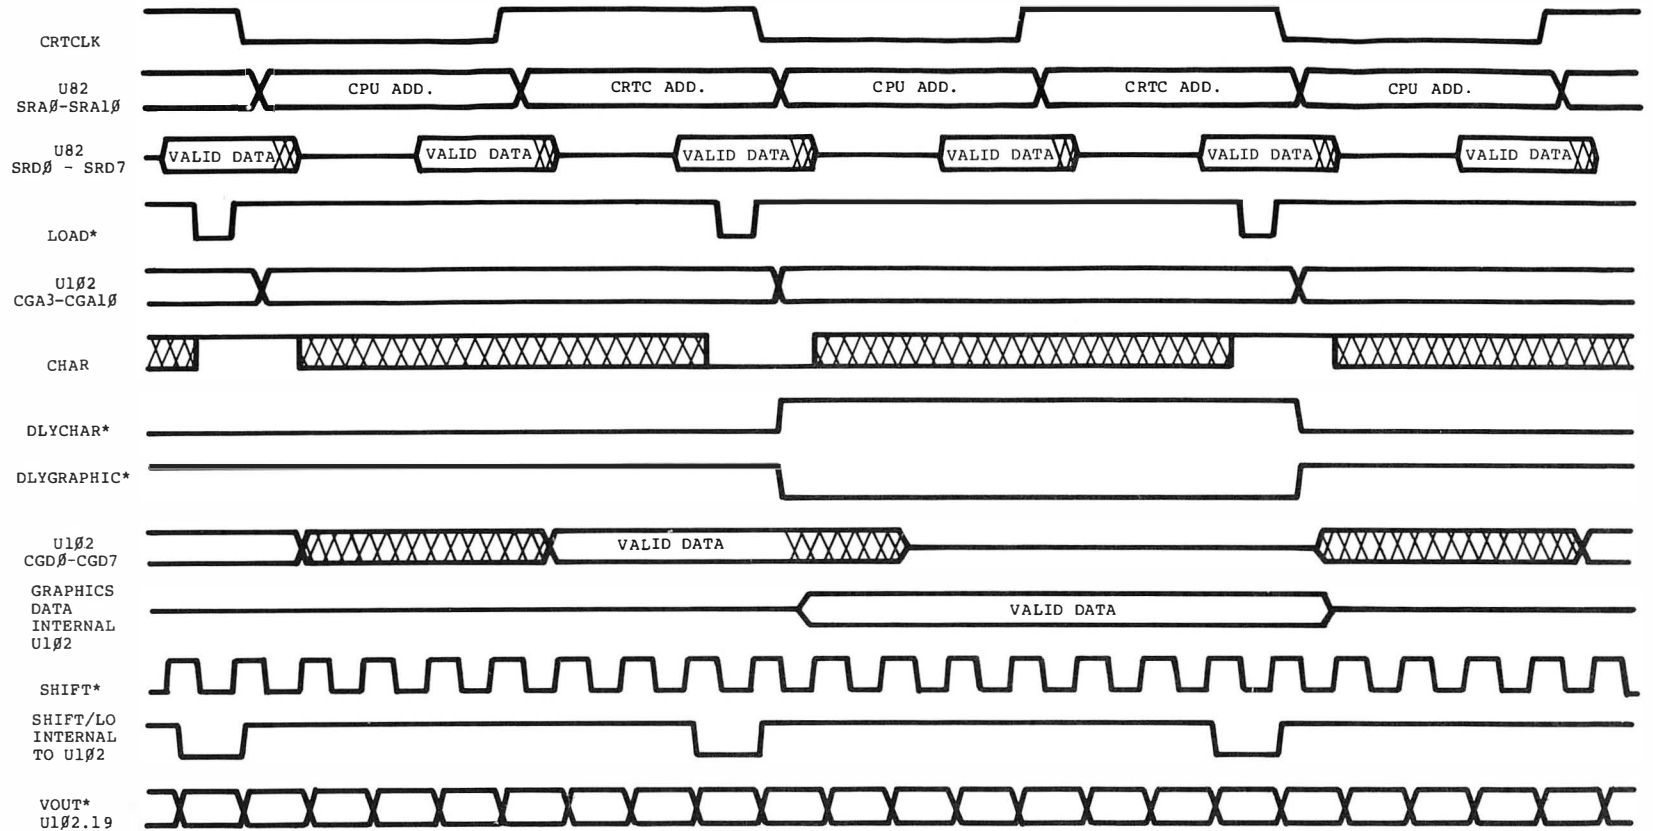 CRTCLK
U82
SRAØ-SRA1Ø
CPU ADD.
CRTC ADD.
CPU ADD.
CRTC ADD.
CPU ADD.
U82
SRDØ - SRD7
VALID DATA
VALID DATA
VALID DATA
VALID DATA
VALID DATA
VALID DATA
LOAD*
U1Ø2
CGA3-CGA1Ø
CHAR
DLYCHAR*
DLYGRAPHIC*
U1Ø2
CGDØ-CGD7
VALID DATA
GRAPHICS
DATA
INTERNAL
U1Ø2
VALID DATA
SHIFT*
SHIFT/LO
INTERNAL
TO U1Ø2
VOUT*
U1Ø2.19